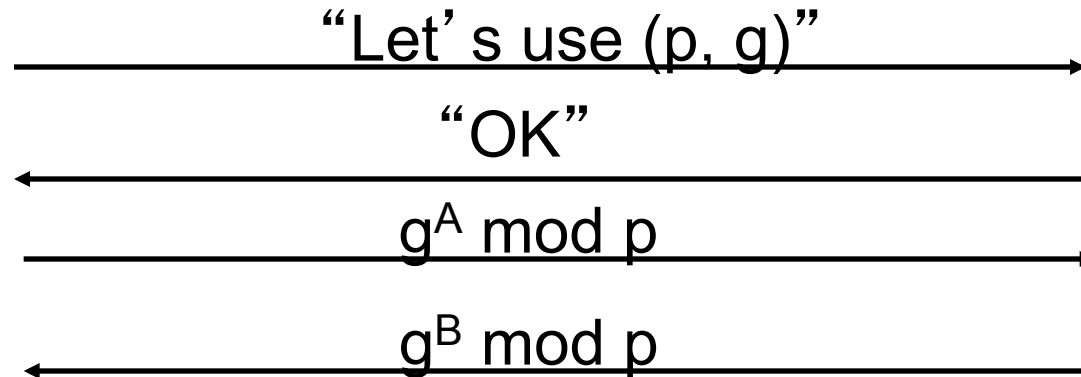 “Let’s use (p, g)”
“OK”
g^A mod p
g^B mod p